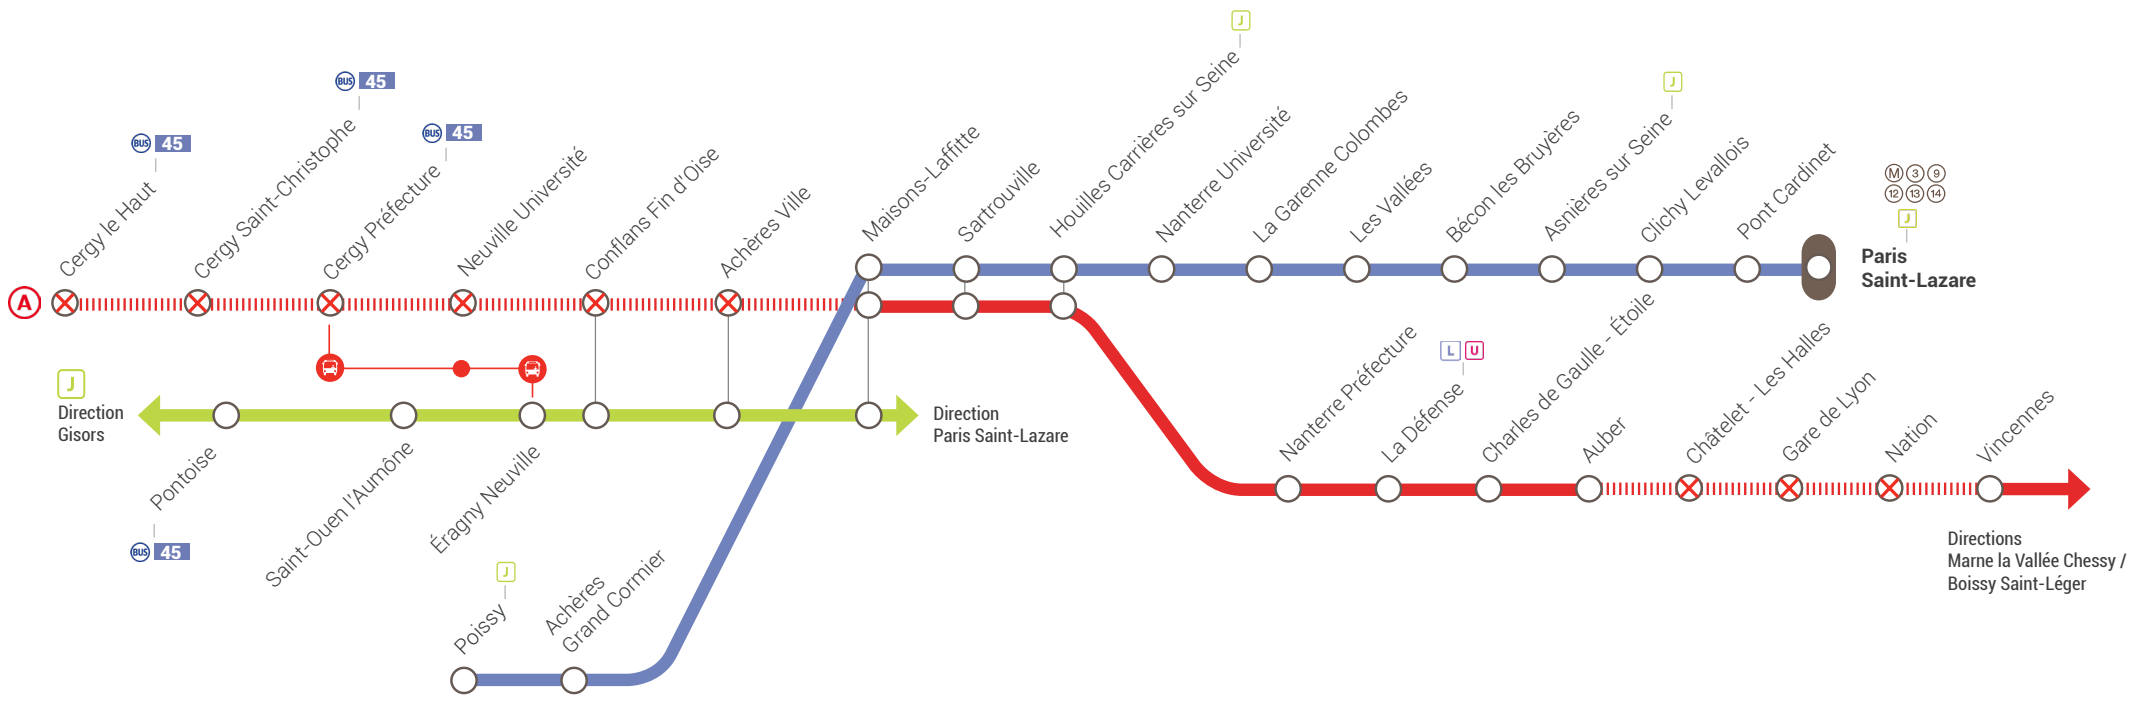 J
J
BUS 45
BUS 45
BUS 45
Cergy le Haut
Cergy Saint-Christophe
Cergy Préfecture
Neuville Université
Conflans Fin d'Oise
Achères Ville
Maisons-Laffitte
Sartrouville
Houilles Carrières sur Seine
Nanterre Université
La Garenne Colombes
Les Vallées
Bécon les Bruyères
Asnières sur Seine
Clichy Levallois
Pont Cardinet
M 3 9
12 13 14
J
Paris
Saint-Lazare
A
J
Direction
Gisors
Direction
Paris Saint-Lazare
L U
Nanterre Préfecture
La Défense
Charles de Gaulle - Étoile
Auber
Châtelet - Les Halles
Gare de Lyon
Nation
Vincennes
Pontoise
Saint-Ouen l'Aumône
Éragny Neuville
BUS 45
J
Poissy
Achères
Grand Cormier
Directions
Marne la Vallée Chessy /
Boissy Saint-Léger